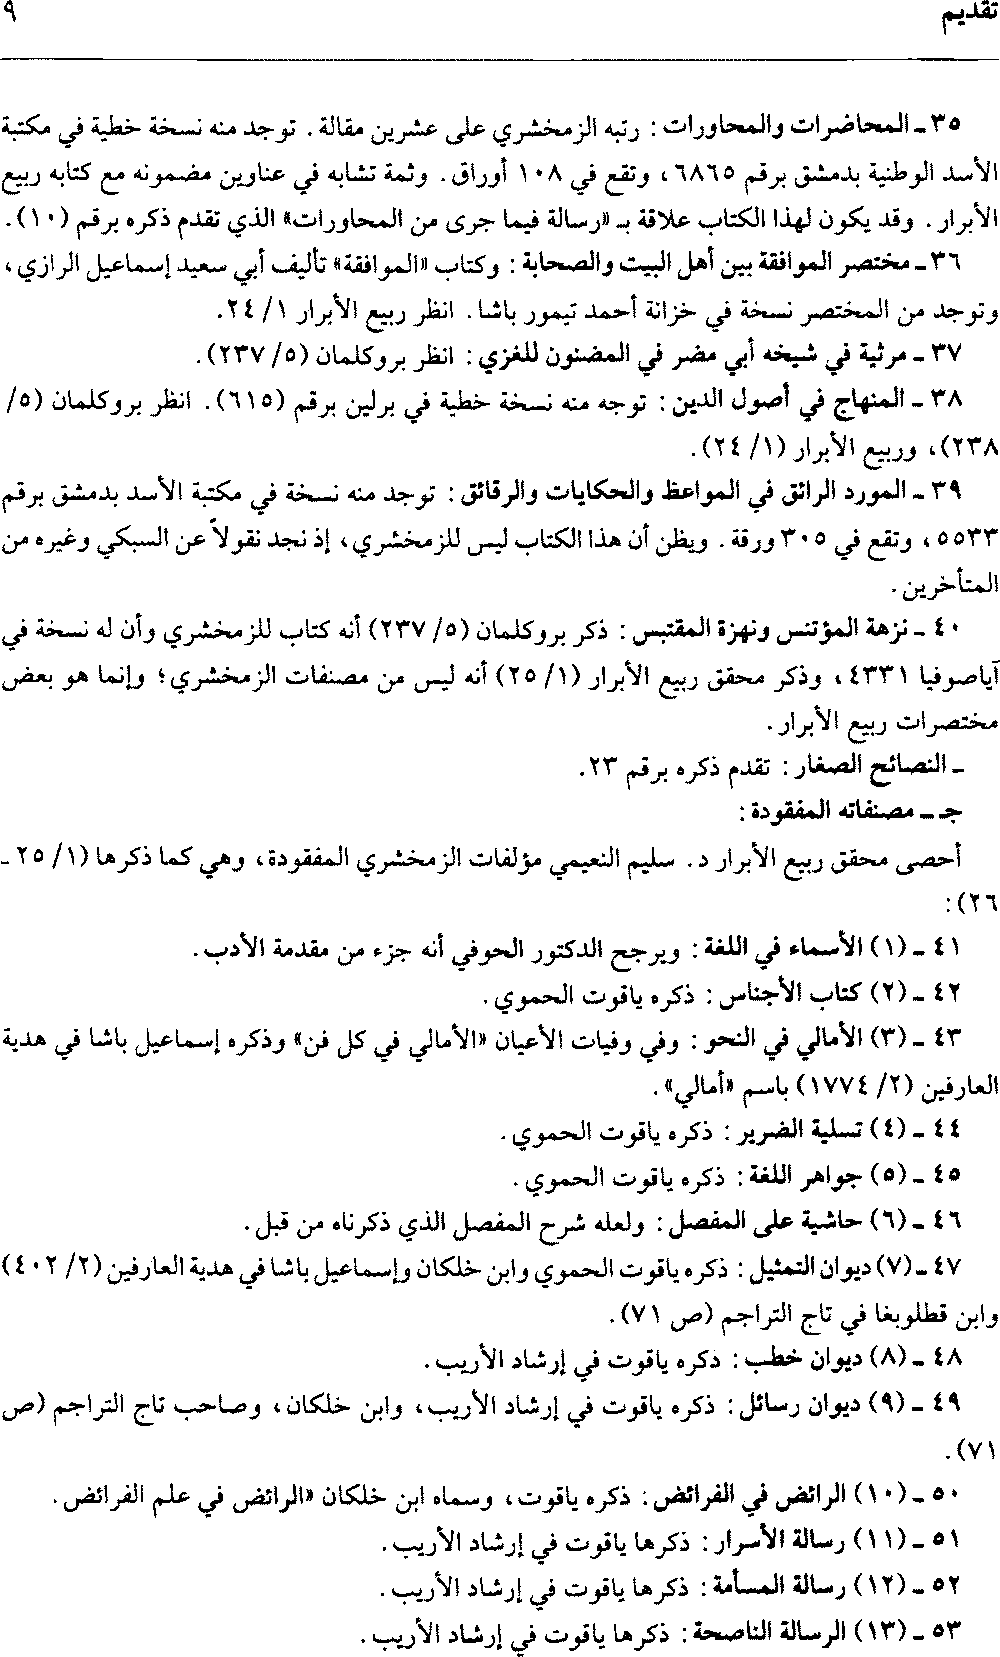 تقديم ٩
٣٥ ـ المحاضرات والمحاورات : رتبه الزمخشري على عشرين مقالة . توجد منه نسخة خطية في مكتبة
الأسد الوطنية بدمشق برقم ٦٨٦٥ ، وتقع في ١٠٨ أوراق . وثمة تشابه في عناوين مضمونه مع كتابه ربيع
الأبرار . وقد يكون لهذا الكتاب علاقة بـ «رسالة فيما جرى من المحاورات» الذي تقدم ذكره برقم (١٠).
٣٦ ـ مختصر الموافقة بين أهل البيت والصحابة : وكتاب «الموافقة» تأليف أبي سعيد إسماعيل الرازي ،
وتوجد من المختصر نسخة في خزانة أحمد تيمور باشا . انظر ربيع الأبرار ١/ ٢٤.
٣٧ ـ مرثية في شيخه أبي مضر في المضنون للغزي : انظر بروكلمان (٥/ ٢٣٧).
٣٨ ـ المنهاج في أصول الدين : توجه منه نسخة خطية في برلين برقم (٦١٥). انظر بروكلمان (٥/
٢٣٨)، وربيع الأبرار (١/ ٢٤).
٣٩ ـ المورد الرائق في المواعظ والحكايات والرقائق : توجد منه نسخة في مكتبة الأسد بدمشق برقم
٥٥٣٣ ، وتقع في ٣٠٥ ورقة . ويظن أن هذا الكتاب ليس للزمخشري ، إذ نجد نقولاً عن السبكي وغيره من
المتأخرين .
٤٠ ـ نزهة المؤتنس ونهزة المقتبس : ذكر بروكلمان (٥/ ٢٣٧) أنه كتاب للزمخشري وأن له نسخة في
آياصوفيا ٤٣٣١ ، وذكر محقق ربيع الأبرار (١/ ٢٥) أنه ليس من مصنفات الزمخشري ؛ وإنما هو بعض
مختصرات ربيع الأبرار .
ـ النصائح الصغار : تقدم ذكره برقم ٢٣.
جـ ـ مصنفاته المفقودة :
أحصى محقق ربيع الأبرار د. سليم النعيمي مؤلفات الزمخشري المفقودة ، وهي كما ذكرها (١/ ٢٥ ـ
٢٦) :
٤١ ـ (١) الأسماء في اللغة : ويرجح الدكتور الحوفي أنه جزء من مقدمة الأدب .
٤٢ ـ (٢) كتاب الأجناس : ذكره ياقوت الحموي .
٤٣ ـ (٣) الأمالي في النحو : وفي وفيات الأعيان «الأمالي في كل فن» وذكره إسماعيل باشا في هدية
العارفين (٢/ ١٧٧٤) باسم «أمالي» .
٤٤ ـ (٤) تسلية الضرير : ذكره ياقوت الحموي .
٤٥ ـ (٥) جواهر اللغة : ذكره ياقوت الحموي .
٤٦ ـ (٦) حاشية على المفصل : ولعله شرح المفصل الذي ذكرناه من قبل .
٤٧ ـ (٧) ديوان التمثيل : ذكره ياقوت الحموي وابن خلكان وإسماعيل باشا في هدية العارفين (٢/ ٤٠٢)
وابن قطلوبغا في تاج التراجم (ص ٧١).
٤٨ ـ (٨) ديوان خطب : ذكره ياقوت في إرشاد الأريب .
٤٩ ـ (٩) ديوان رسائل : ذكره ياقوت في إرشاد الأريب ، وابن خلكان ، وصاحب تاج التراجم (ص
٧١).
٥٠ ـ (١٠) الرائض في الفرائض : ذكره ياقوت ، وسماه ابن خلكان «الرائض في علم الفرائض .
٥١ ـ (١١) رسالة الأسرار : ذكرها ياقوت في إرشاد الأريب .
٥٢ ـ (١٢) رسالة المسأمة : ذكرها ياقوت في إرشاد الأريب .
٥٣ ـ (١٣) الرسالة الناصحة : ذكرها ياقوت في إرشاد الأريب .